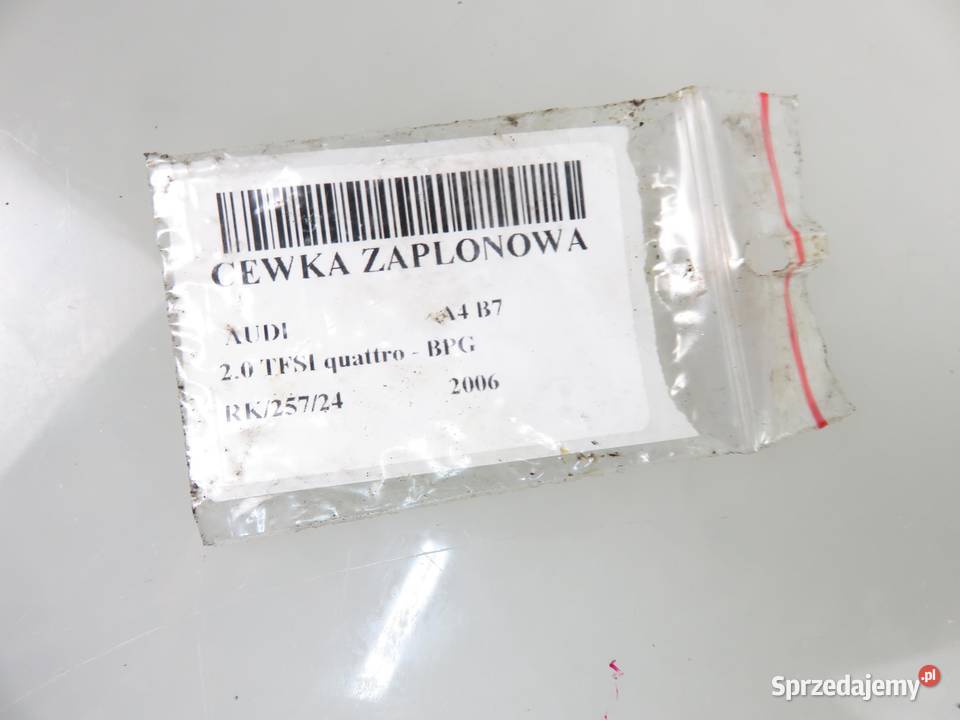 CEWKA ZAPLONOWA
AUDI A4 B7
2.0 TFSI quattro - BPG
RK/257/24 2006
Sprzedajemy.pl